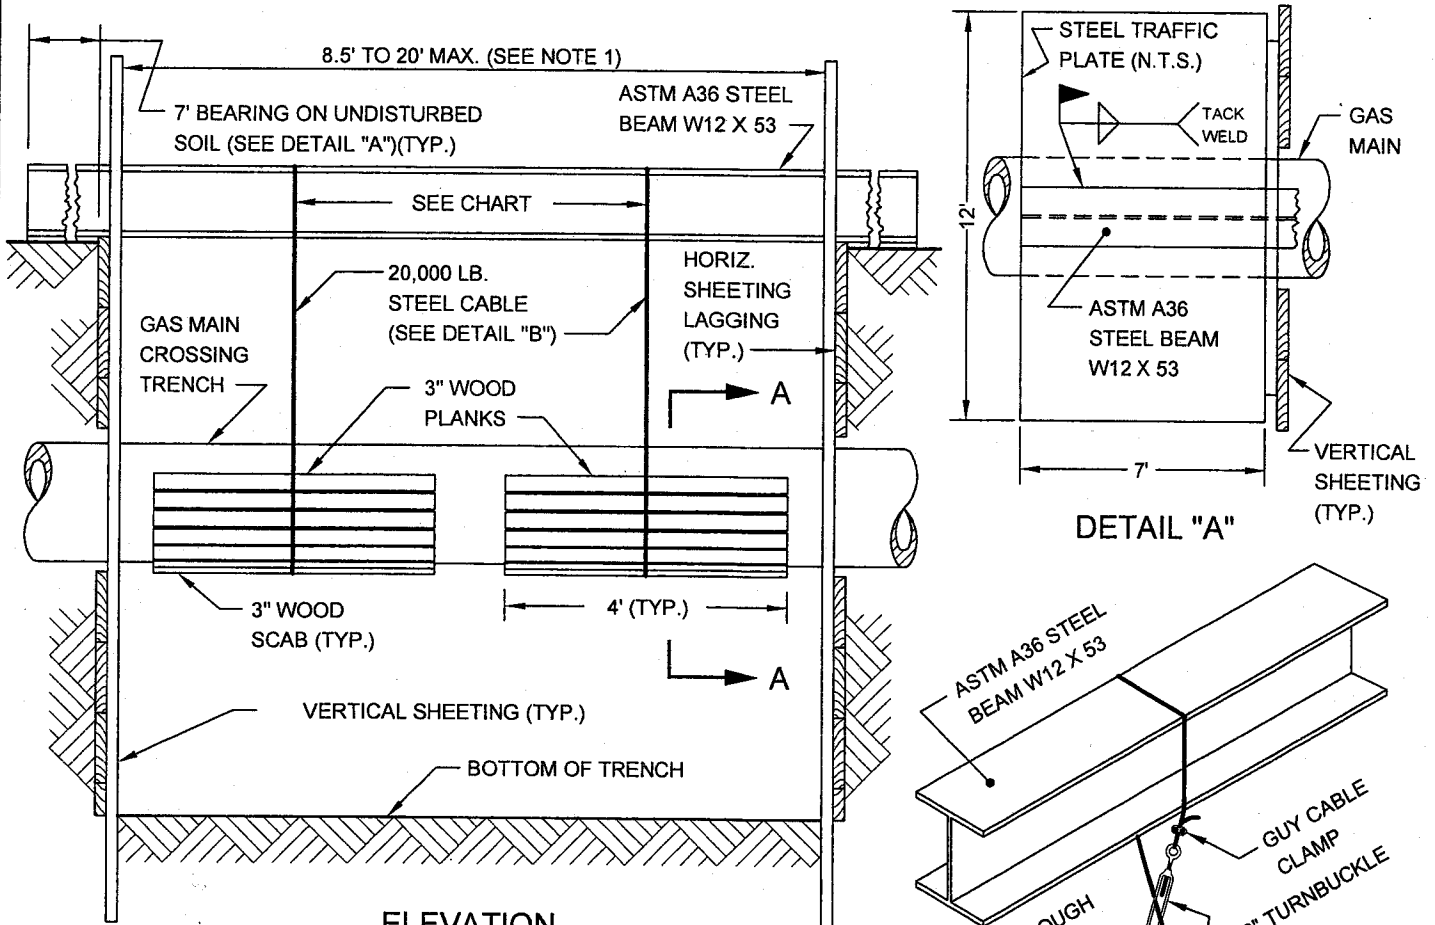 8.5' TO 20' MAX. (SEE NOTE 1)
7' BEARING ON UNDISTURBED
SOIL (SEE DETAIL "A")(TYP.)
ASTM A36 STEEL
BEAM W12 X 53
SEE CHART
20,000 LB.
STEEL CABLE
(SEE DETAIL "B")
HORIZ.
SHEETING
LAGGING
(TYP.)
GAS MAIN
CROSSING
TRENCH
3" WOOD
PLANKS
A
3" WOOD
SCAB (TYP.)
4' (TYP.)
A
VERTICAL SHEETING (TYP.)
BOTTOM OF TRENCH
ELEVATION
STEEL TRAFFIC
PLATE (N.T.S.)
TACK
WELD
GAS
MAIN
12'
ASTM A36
STEEL BEAM
W12 X 53
7'
VERTICAL
SHEETING
(TYP.)
DETAIL "A"
ASTM A36 STEEL
BEAM W12 X 53
GUY CABLE
CLAMP
TURNBUCKLE